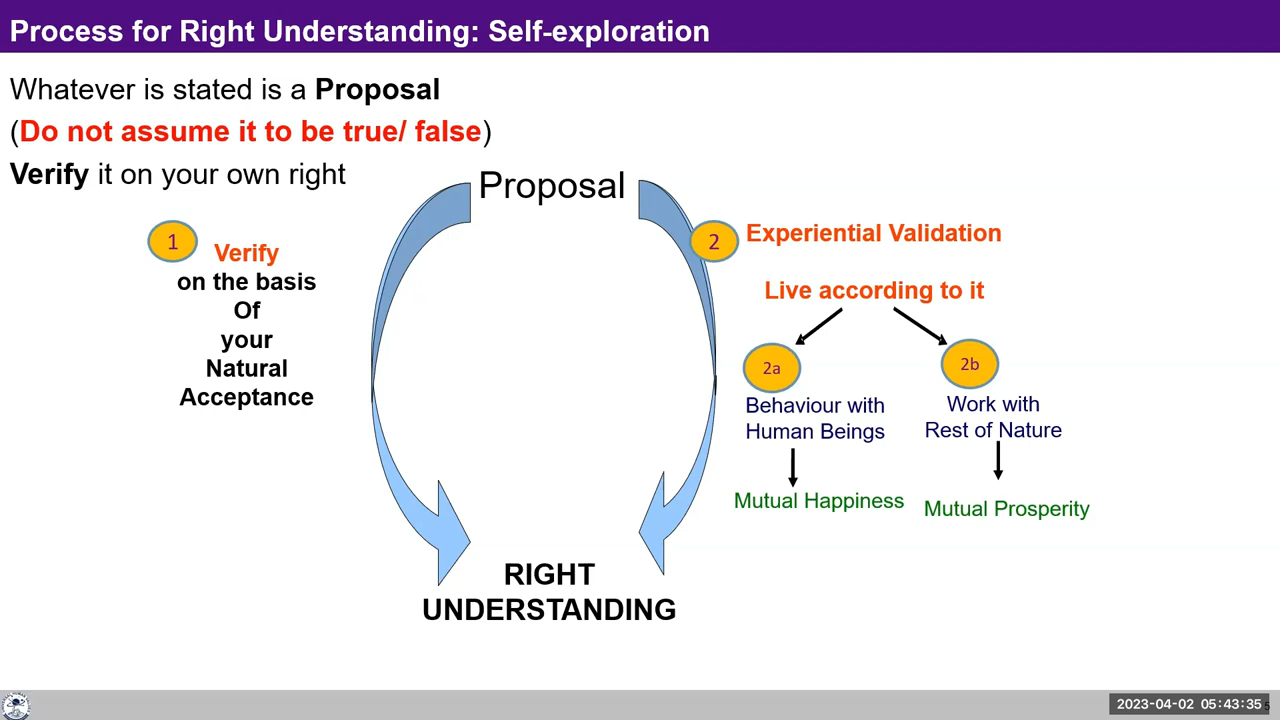 Process for Right Understanding: Self-exploration
Whatever is stated is a Proposal
(Do not assume it to be true/ false)
Verify it on your own right
Proposal
1
Verify
on the basis
Of
your
Natural
Acceptance
2
Experiential Validation
Live according to it
2a
Behaviour with
Human Beings
Mutual Happiness
2b
Work with
Rest of Nature
Mutual Prosperity
RIGHT
UNDERSTANDING
2023-04-02 05:43:35
5